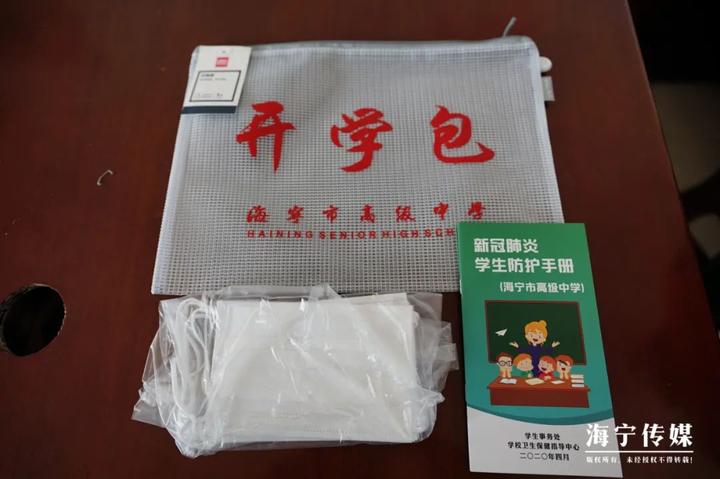 开学包
海宁市高级中学
HAINING SENIOR HIGH SCH
新冠肺炎
学生防护手册
(海宁市高级中学)
学生事务处
学校卫生保健指导中心
二〇二〇年四月
海宁传媒
版权所有，未经授权不得转载!